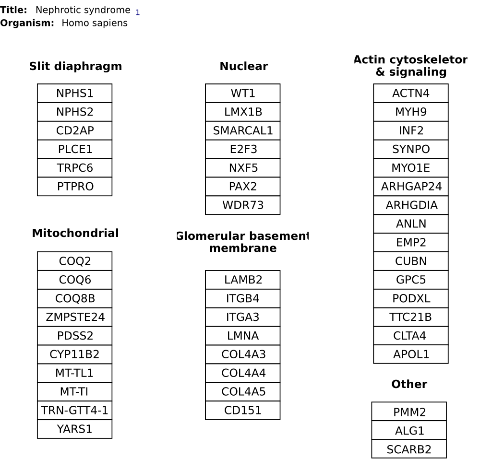 Title: Nephrotic syndrome 1
Organism: Homo sapiens
Slit diaphragm
NPHS1
NPHS2
CD2AP
PLCE1
TRPC6
PTPRO
Mitochondrial
COQ2
COQ6
COQ8B
ZMPSTE24
PDSS2
CYP11B2
MT-TL1
MT-TI
TRN-GTT4-1
YARS1
Nuclear
WT1
LMX1B
SMARCAL1
E2F3
NXF5
PAX2
WDR73
Glomerular basement
membrane
LAMB2
ITGB4
ITGA3
LMNA
COL4A3
COL4A4
COL4A5
CD151
Actin cytoskeletor
& signaling
ACTN4
MYH9
INF2
SYNPO
MYO1E
ARHGAP24
ARHGDIA
ANLN
EMP2
CUBN
GPC5
PODXL
TTC21B
CLTA4
APOL1
Other
PMM2
ALG1
SCARB2